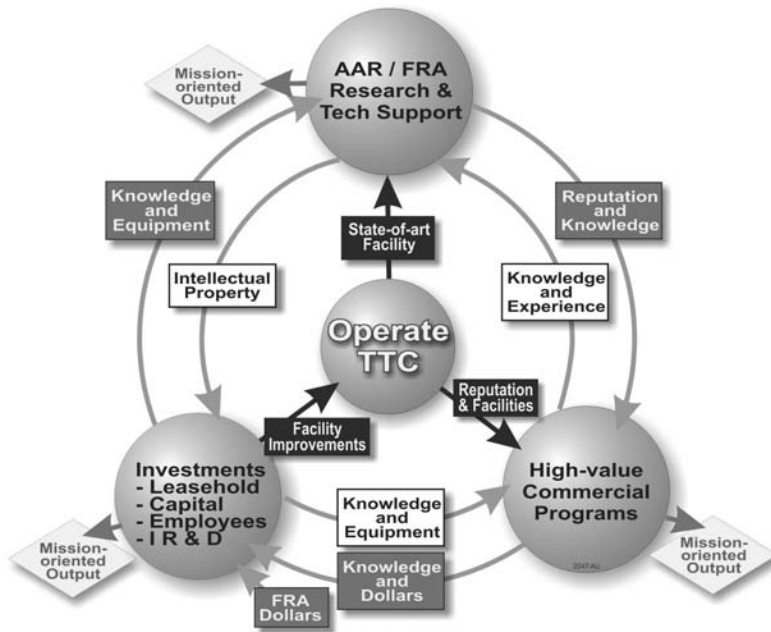 AAR / FRA
Research &
Tech Support
Mission-
oriented
Output
Knowledge
and
Equipment
Reputation
and
Knowledge
State-of-art
Facility
Intellectual
Property
Knowledge
and
Experience
Operate
TTC
Reputation
& Facilities
Facility
Improvements
Investments
- Leasehold
- Capital
- Employees
- I R & D
High-value
Commercial
Programs
Knowledge
and
Equipment
Mission-
oriented
Output
Mission-
oriented
Output
Knowledge
and
Dollars
FRA
Dollars